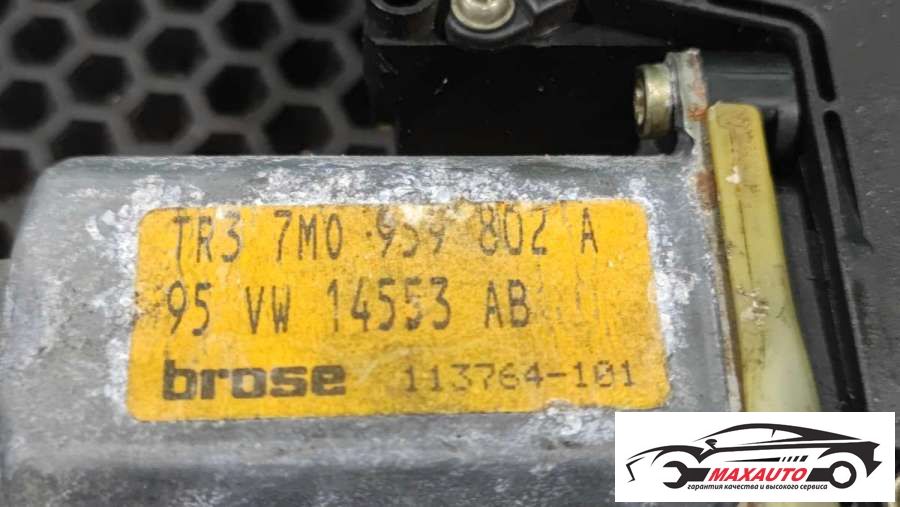 TR3 7M0 959 802 A
95 VW 14553 AB
brose 113764-101
MAXAUTO
гарантия качества и высокого сервиса